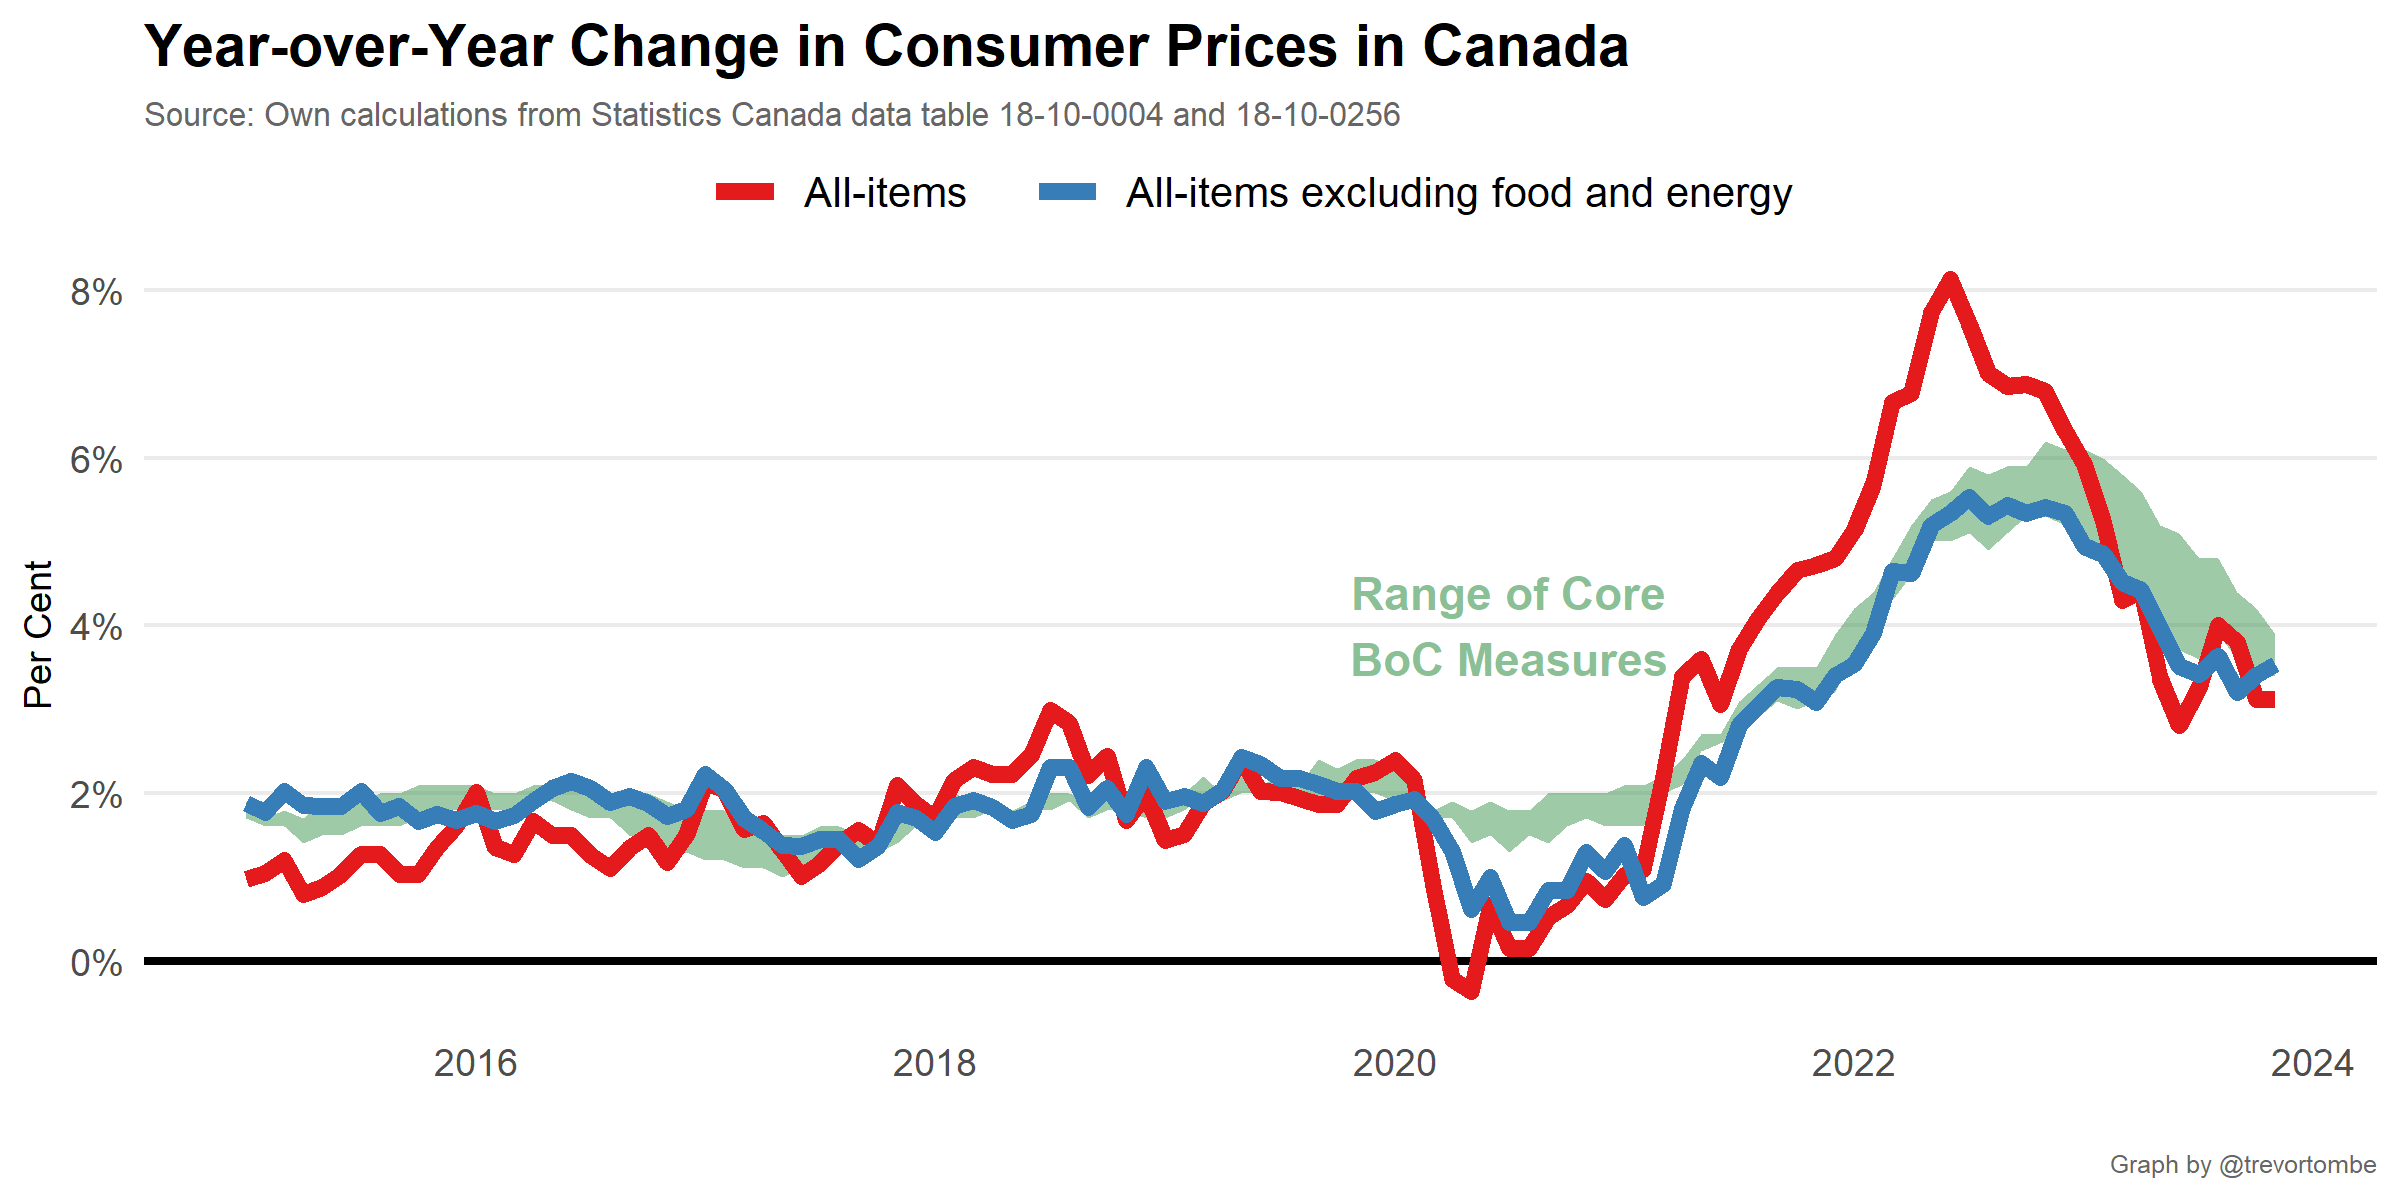 Year-over-Year Change in Consumer Prices in Canada
Source: Own calculations from Statistics Canada data table 18-10-0004 and 18-10-0256
All-items
All-items excluding food and energy
8%
6%
4%
2%
0%
Per Cent
Range of Core
BoC Measures
2016
2018
2020
2022
2024
Graph by @trevortombe